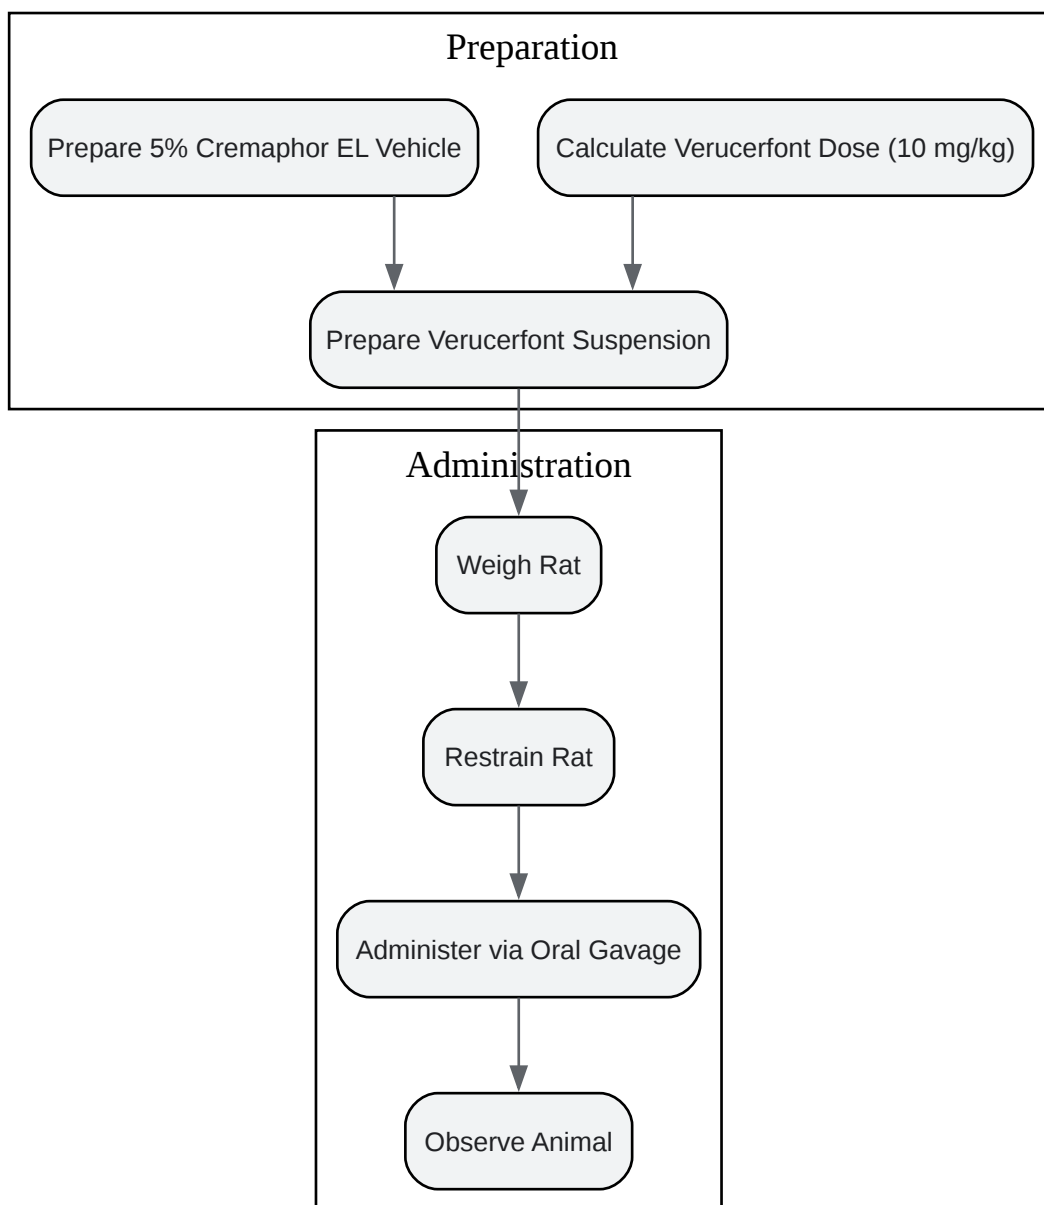 Preparation
Prepare 5% Cremaphor EL Vehicle
Calculate Verucerfont Dose (10 mg/kg)
Prepare Verucerfont Suspension
Administration
Weigh Rat
Restrain Rat
Administer via Oral Gavage
Observe Animal